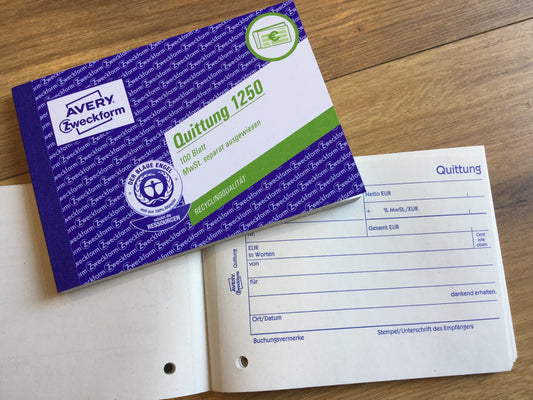 AVERY
Zweckform
Quittung 1250
100 Blatt
MwSt. separat ausgewiesen
RECYCLINGQUALITÄT
DER BLAUE ENGEL
RESSOURCEN
Quittung
Netto EUR
+ % MwSt./EUR
Gesamt EUR
Nr.
EUR
in Worten
Cent
wie
oben
von
für
dankend erhalten.
Ort/Datum
Buchungsvermerke
Stempel/Unterschrift des Empfängers
AVERY
Zweckform
Quittung